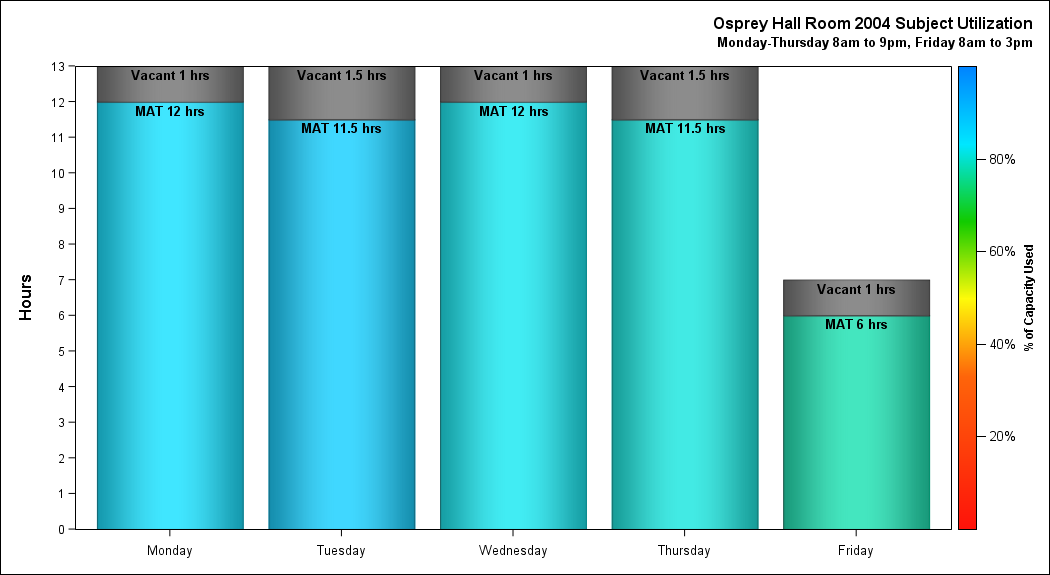 Osprey Hall Room 2004 Subject Utilization
Monday-Thursday 8am to 9pm, Friday 8am to 3pm
Hours
13
12
11
10
9
8
7
6
5
4
3
2
1
0
Vacant 1 hrs
MAT 12 hrs
Vacant 1.5 hrs
MAT 11.5 hrs
Vacant 1 hrs
MAT 12 hrs
Vacant 1.5 hrs
MAT 11.5 hrs
Vacant 1 hrs
MAT 6 hrs
Monday
Tuesday
Wednesday
Thursday
Friday
80%
60%
40%
20%
% of Capacity Used